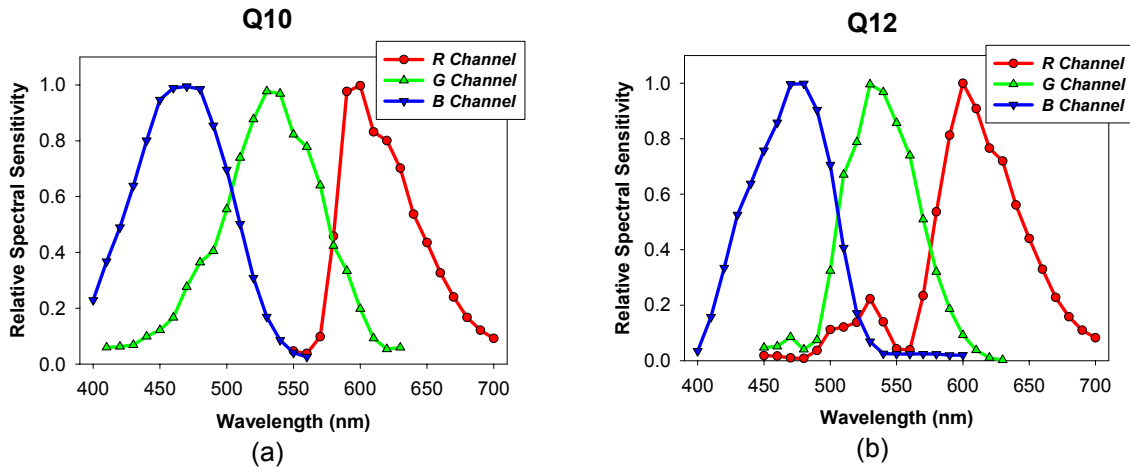 Q10
R Channel
G Channel
B Channel
Relative Spectral Sensitivity
1.0
0.8
0.6
0.4
0.2
0.0
400 450 500 550 600 650 700
Wavelength (nm)
(a)
Q12
R Channel
G Channel
B Channel
Relative Spectral Sensitivity
1.0
0.8
0.6
0.4
0.2
0.0
400 450 500 550 600 650 700
Wavelength (nm)
(b)